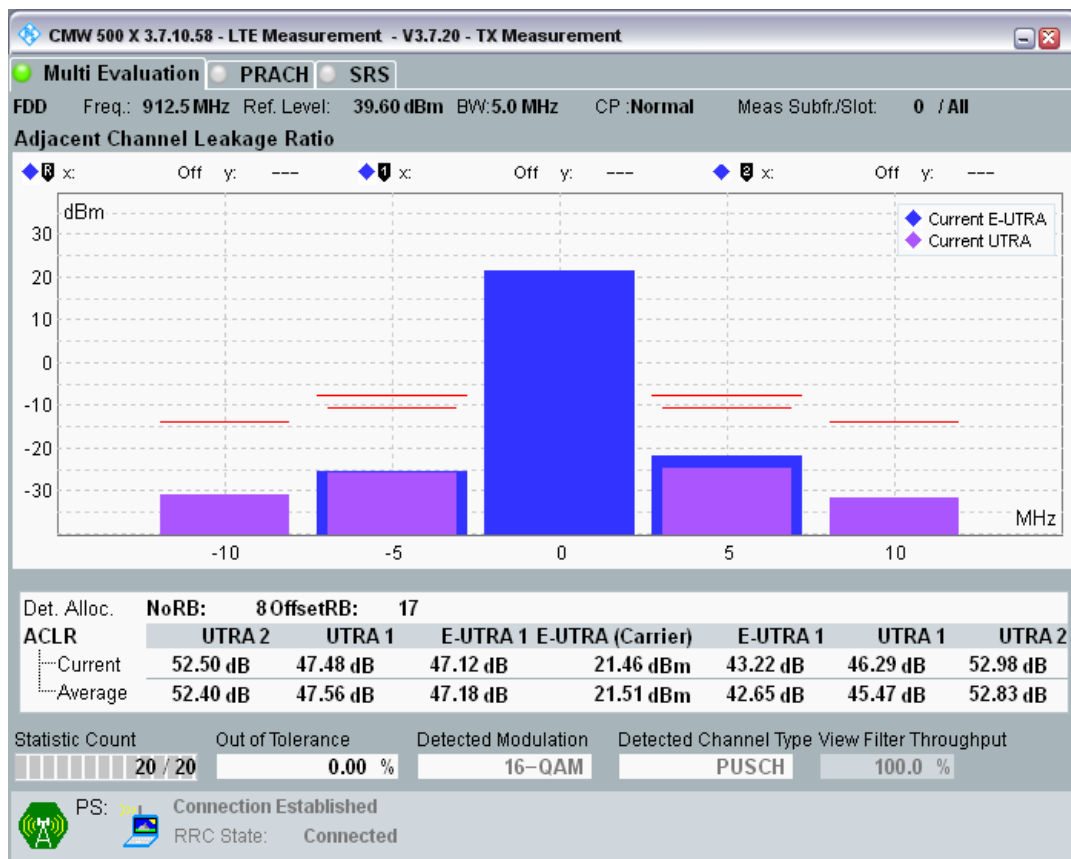 CMW 500 X 3.7.10.58 - LTE Measurement - V3.7.20 - TX Measurement
Multi Evaluation PRACH SRS
FDD Freq.: 912.5 MHz Ref. Level: 39.60 dBm BW:5.0 MHz CP :Normal Meas Subfr./Slot: 0 / All
Adjacent Channel Leakage Ratio
R x: Off y: --- 1 x: Off y: --- 2 x: Off y: ---
dBm
Current E-UTRA
Current UTRA
30
20
10
0
-10
-20
-30
MHz
-10 -5 0 5 10
Det. Alloc. NoRB: 8 OffsetRB: 17
ACLR UTRA 2 UTRA 1 E-UTRA 1 E-UTRA (Carrier) E-UTRA 1 UTRA 1 UTRA 2
Current 52.50 dB 47.48 dB 47.12 dB 21.46 dBm 43.22 dB 46.29 dB 52.98 dB
Average 52.40 dB 47.56 dB 47.18 dB 21.51 dBm 42.65 dB 45.47 dB 52.83 dB
Statistic Count Out of Tolerance Detected Modulation Detected Channel Type View Filter Throughput
20 / 20 0.00 % 16-QAM PUSCH 100.0 %
PS: Connection Established
RRC State: Connected